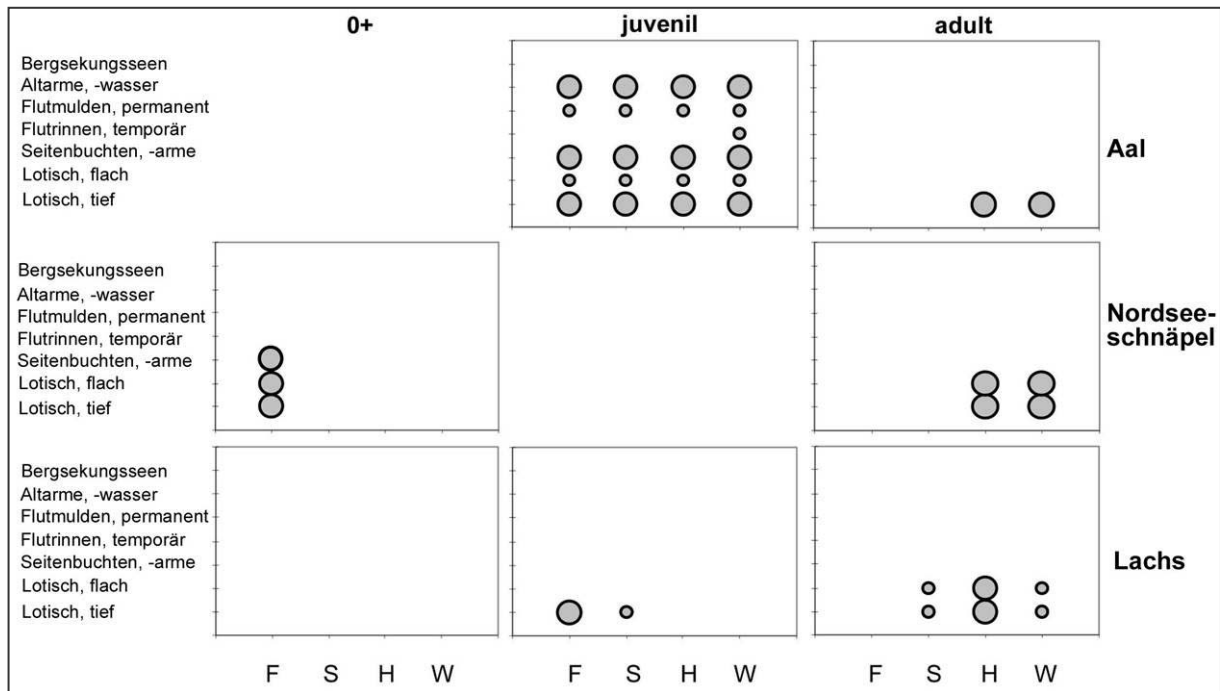 0+ juvenil adult
Bergsekungsseen
Altarme, -wasser
Flutmulden, permanent
Flutrinnen, temporär
Seitenbuchten, -arme
Lotisch, flach
Lotisch, tief
Aal
Bergsekungsseen
Altarme, -wasser
Flutmulden, permanent
Flutrinnen, temporär
Seitenbuchten, -arme
Lotisch, flach
Lotisch, tief
Nordsee-
schnäpel
Bergsekungsseen
Altarme, -wasser
Flutmulden, permanent
Flutrinnen, temporär
Seitenbuchten, -arme
Lotisch, flach
Lotisch, tief
Lachs
F S H W F S H W F S H W